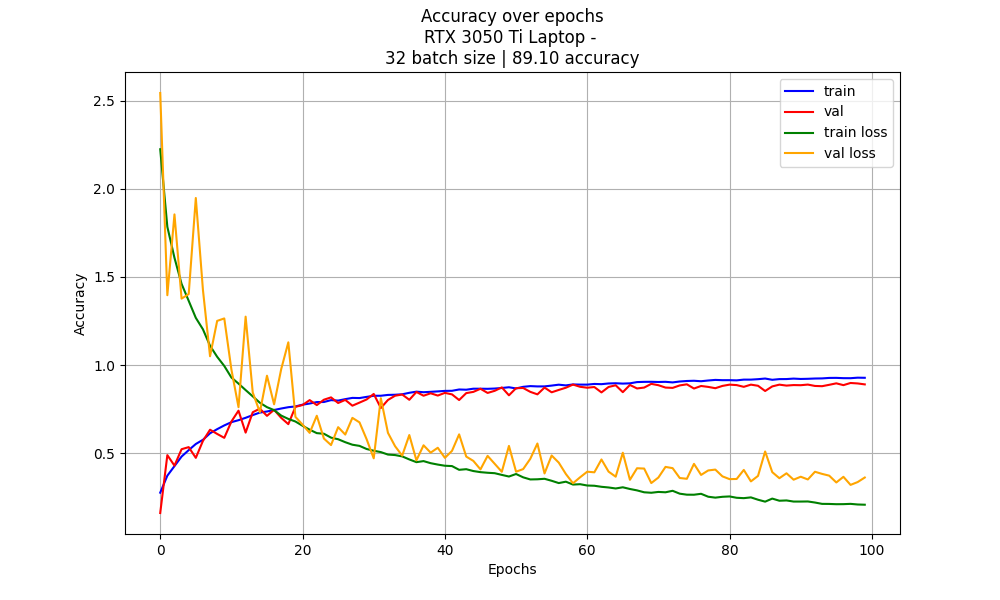 Accuracy over epochs
RTX 3050 Ti Laptop -
32 batch size | 89.10 accuracy
train
val
train loss
val loss
Accuracy
2.5
2.0
1.5
1.0
0.5
0 20 40 60 80 100
Epochs